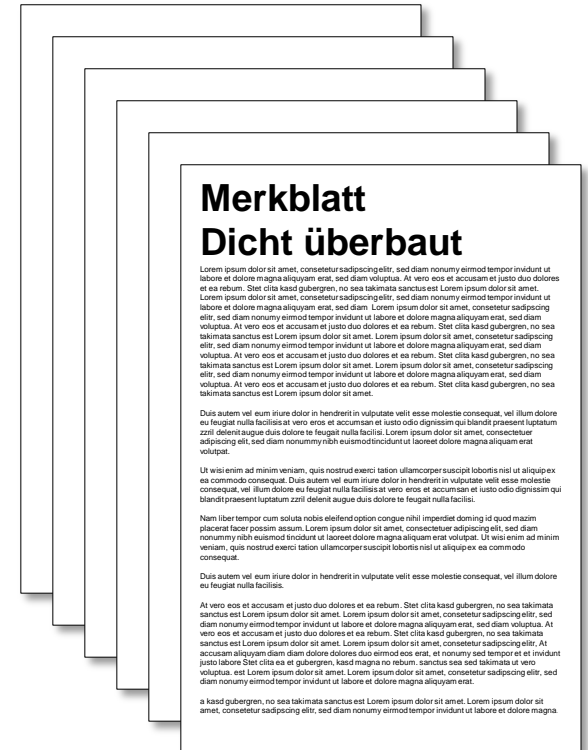 Merkblatt
Dicht überbaut
Lorem ipsum dolor sit amet, consetetur sadipscing elitr, sed diam nonumy eirmod tempor invidunt ut
labore et dolore magna aliquyam erat, sed diam voluptua. At vero eos et accusam et justo duo dolores
et ea rebum. Stet clita kasd gubergren, no sea takimata sanctus est Lorem ipsum dolor sit amet.
Lorem ipsum dolor sit amet, consetetur sadipscing elitr, sed diam nonumy eirmod tempor invidunt ut
labore et dolore magna aliquyam erat, sed diam Lorem ipsum dolor sit amet, consetetur sadipscing
elitr, sed diam nonumy eirmod tempor invidunt ut labore et dolore magna aliquyam erat, sed diam
voluptua. At vero eos et accusam et justo duo dolores et ea rebum. Stet clita kasd gubergren, no sea
takimata sanctus est Lorem ipsum dolor sit amet. Lorem ipsum dolor sit amet, consetetur sadipscing
elitr, sed diam nonumy eirmod tempor invidunt ut labore et dolore magna aliquyam erat, sed diam
voluptua. At vero eos et accusam et justo duo dolores et ea rebum. Stet clita kasd gubergren, no sea
takimata sanctus est Lorem ipsum dolor sit amet. Lorem ipsum dolor sit amet, consetetur sadipscing
elitr, sed diam nonumy eirmod tempor invidunt ut labore et dolore magna aliquyam erat, sed diam
voluptua. At vero eos et accusam et justo duo dolores et ea rebum. Stet clita kasd gubergren, no sea
takimata sanctus est Lorem ipsum dolor sit amet.
Duis autem vel eum iriure dolor in hendrerit in vulputate velit esse molestie consequat, vel illum dolore
eu feugiat nulla facilisis at vero eros et accumsan et iusto odio dignissim qui blandit praesent luptatum
zzril delenit augue duis dolore te feugait nulla facilisi. Lorem ipsum dolor sit amet, consectetuer
adipiscing elit, sed diam nonummy nibh euismod tincidunt ut laoreet dolore magna aliquam erat
volutpat.
Ut wisi enim ad minim veniam, quis nostrud exerci tation ullamcorper suscipit lobortis nisl ut aliquip ex
ea commodo consequat. Duis autem vel eum iriure dolor in hendrerit in vulputate velit esse molestie
consequat, vel illum dolore eu feugiat nulla facilisis at vero eros et accumsan et iusto odio dignissim qui
blandit praesent luptatum zzril delenit augue duis dolore te feugait nulla facilisi.
Nam liber tempor cum soluta nobis eleifend option congue nihil imperdiet doming id quod mazim
placerat facer possim assum. Lorem ipsum dolor sit amet, consectetuer adipiscing elit, sed diam
nonummy nibh euismod tincidunt ut laoreet dolore magna aliquam erat volutpat. Ut wisi enim ad minim
veniam, quis nostrud exerci tation ullamcorper suscipit lobortis nisl ut aliquip ex ea commodo
consequat.
Duis autem vel eum iriure dolor in hendrerit in vulputate velit esse molestie consequat, vel illum dolore
eu feugiat nulla facilisis.
At vero eos et accusam et justo duo dolores et ea rebum. Stet clita kasd gubergren, no sea takimata
sanctus est Lorem ipsum dolor sit amet. Lorem ipsum dolor sit amet, consetetur sadipscing elitr, sed
diam nonumy eirmod tempor invidunt ut labore et dolore magna aliquyam erat, sed diam voluptua. At
vero eos et accusam et justo duo dolores et ea rebum. Stet clita kasd gubergren, no sea takimata
sanctus est Lorem ipsum dolor sit amet. Lorem ipsum dolor sit amet, consetetur sadipscing elitr, At
accusam aliquyam diam diam dolore dolores duo eirmod eos erat, et nonumy sed tempor et et invidunt
justo labore Stet clita ea et gubergren, kasd magna no rebum. sanctus sea sed takimata ut vero
voluptua. est Lorem ipsum dolor sit amet. Lorem ipsum dolor sit amet, consetetur sadipscing elitr, sed
diam nonumy eirmod tempor invidunt ut labore et dolore magna aliquyam erat.
a kasd gubergren, no sea takimata sanctus est Lorem ipsum dolor sit amet. Lorem ipsum dolor sit
amet, consetetur sadipscing elitr, sed diam nonumy eirmod tempor invidunt ut labore et dolore magna